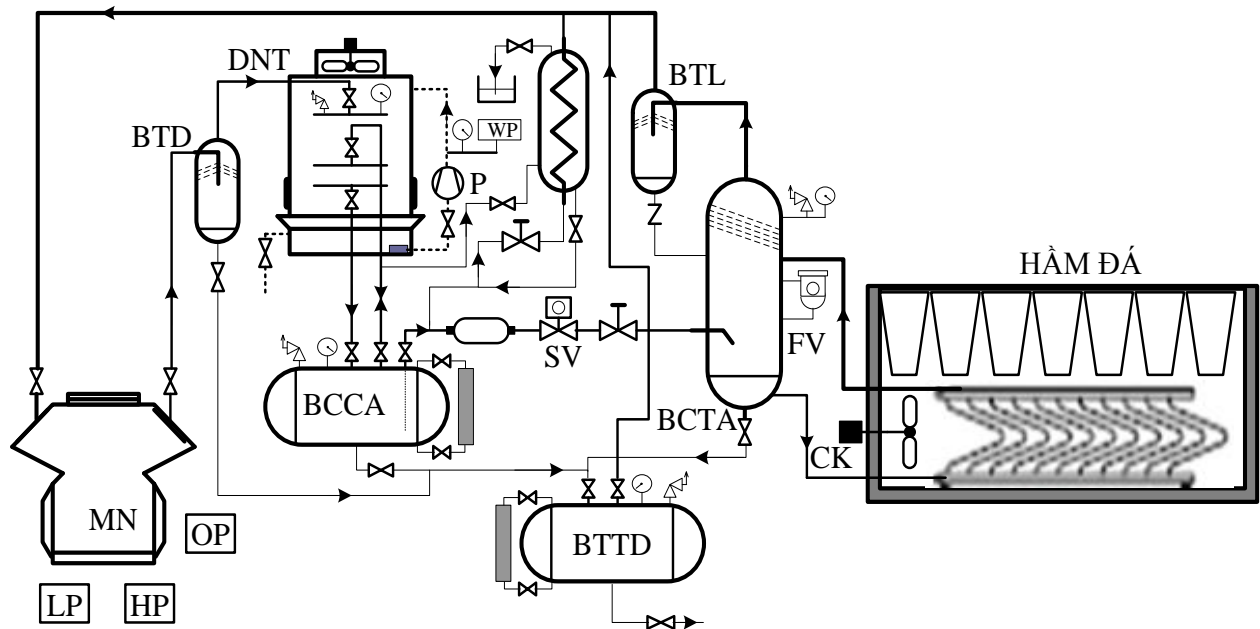 DNT
BTL
BTD
WP
P
HẦM ĐÁ
SV
FV
BCCA
BCTA
CK
MN
OP
BTTD
LP
HP